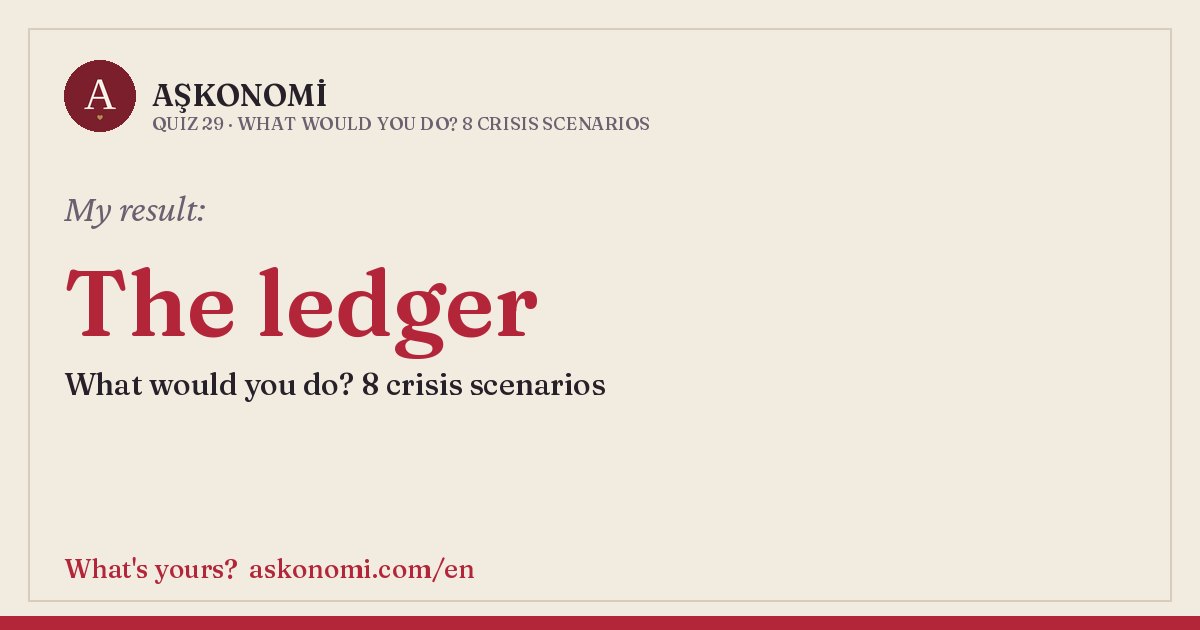 A
AŞKONOMİ
QUIZ 29 · WHAT WOULD YOU DO? 8 CRISIS SCENARIOS
My result:
The ledger
What would you do? 8 crisis scenarios
What's yours? askonomi.com/en